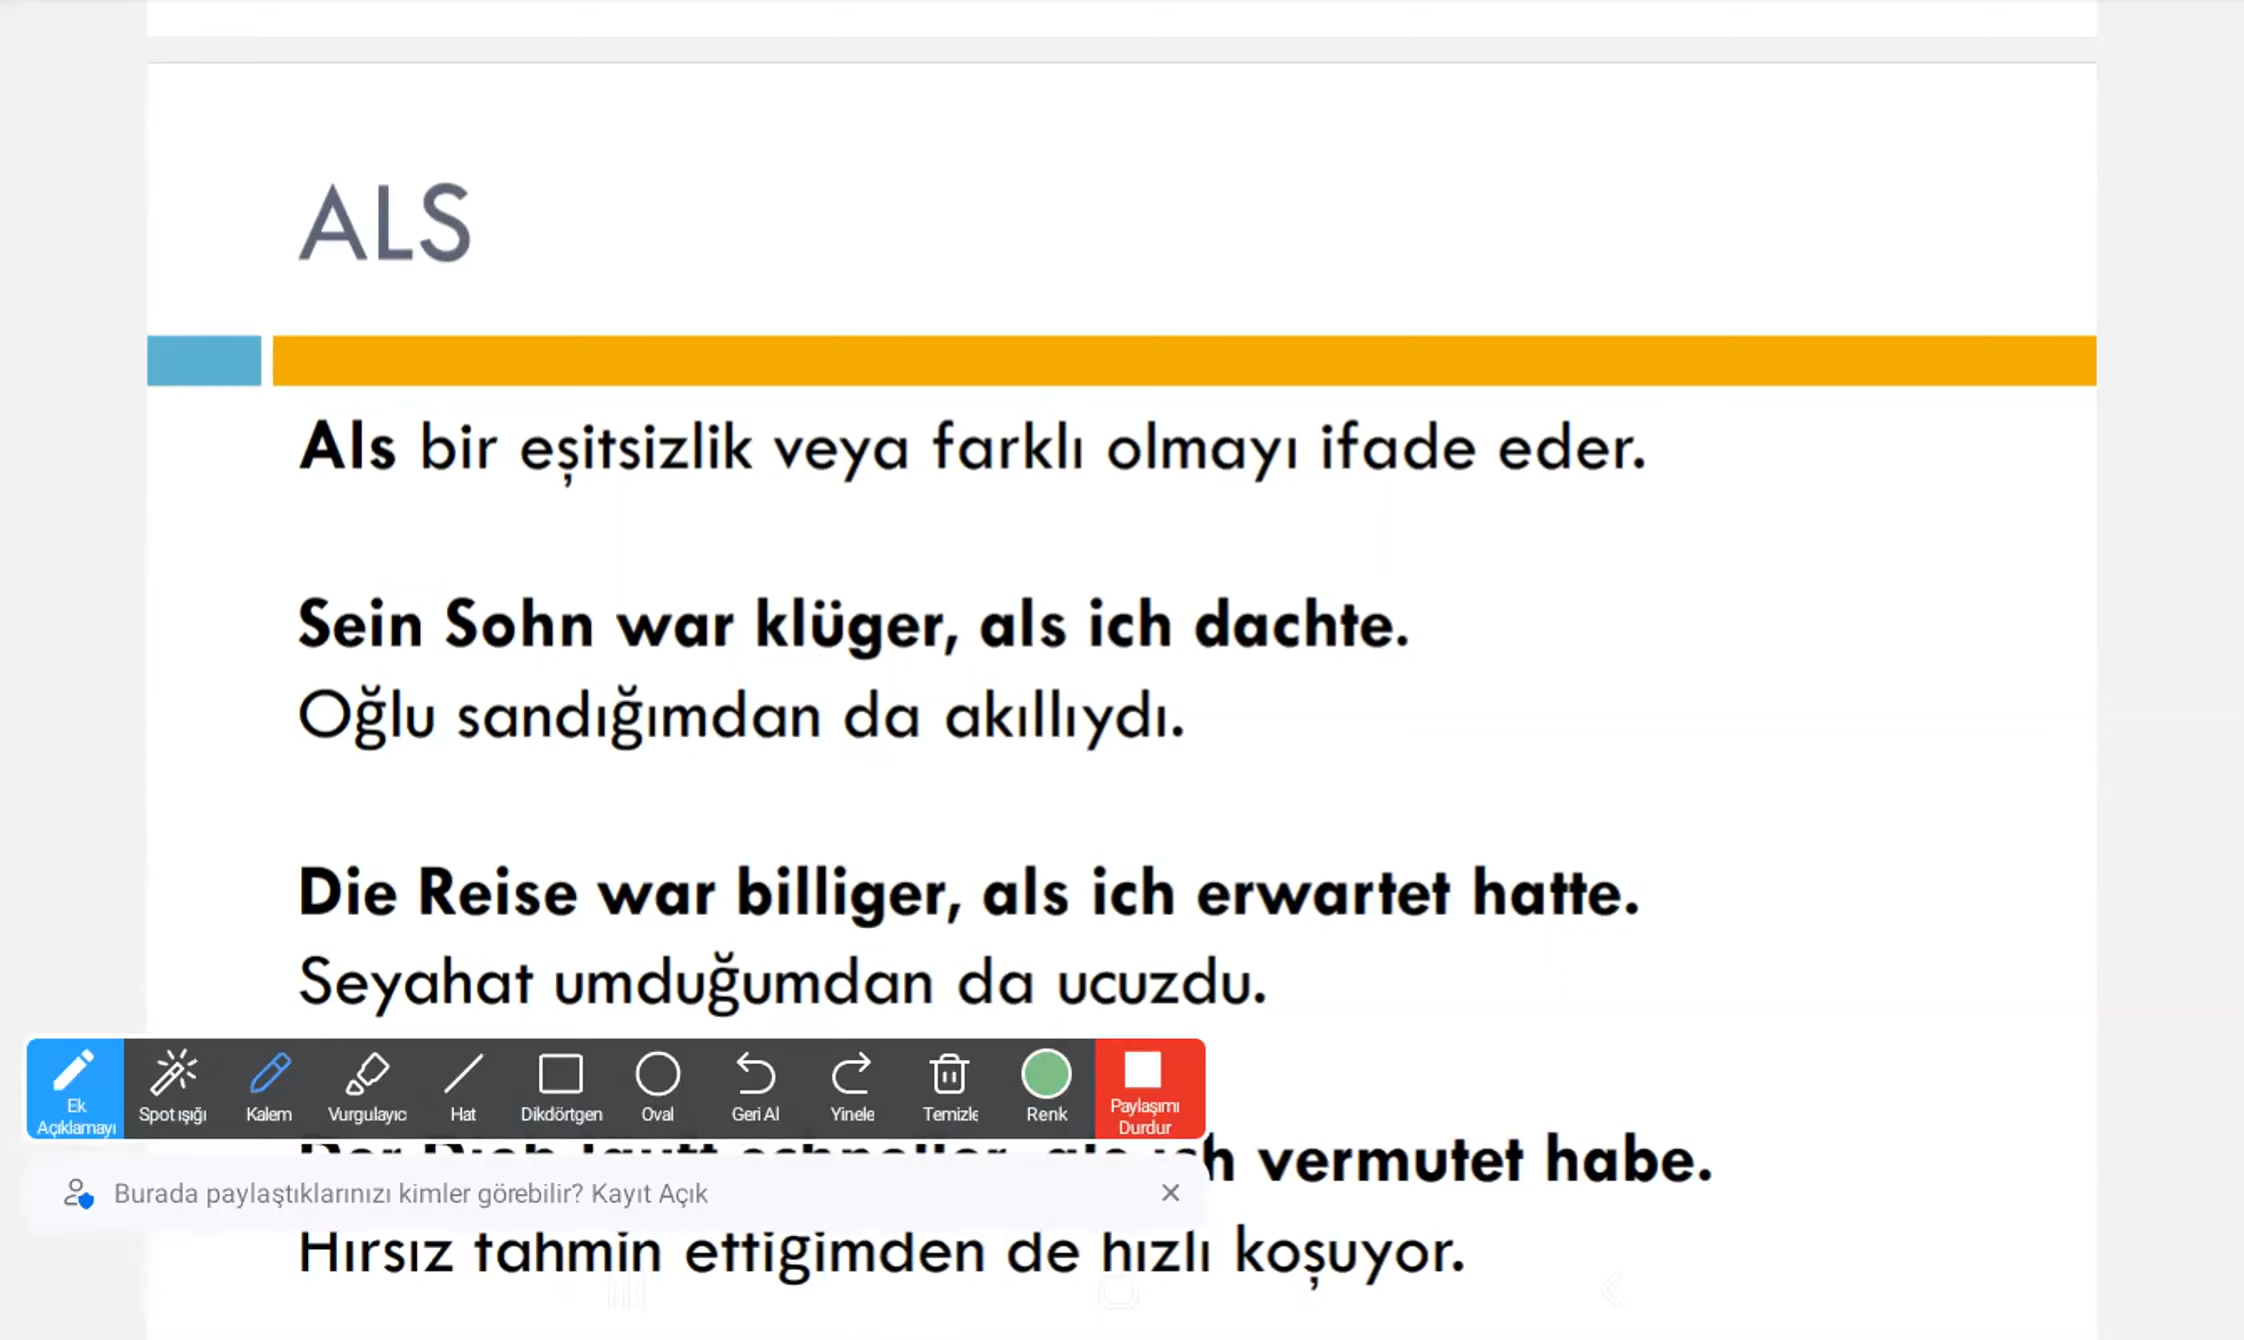 ALS
Als bir eşitsizlik veya farklı olmayı ifade eder.
Sein Sohn war klüger, als ich dachte.
Oğlu sandığımdan da akıllıydı.
Die Reise war billiger, als ich erwartet hatte.
Seyahat umduğumdan da ucuzdu.
Ek Açıklamayı Spot ışığı Kalem Vurgulayıc Hat Dikdörtgen Oval Geri Al Yinele Temizle Renk Paylaşımı Durdur
vermutet habe.
Burada paylaştıklarınızı kimler görebilir? Kayıt Açık
Hırsız tahmin ettiğimden de hızlı koşuyor.